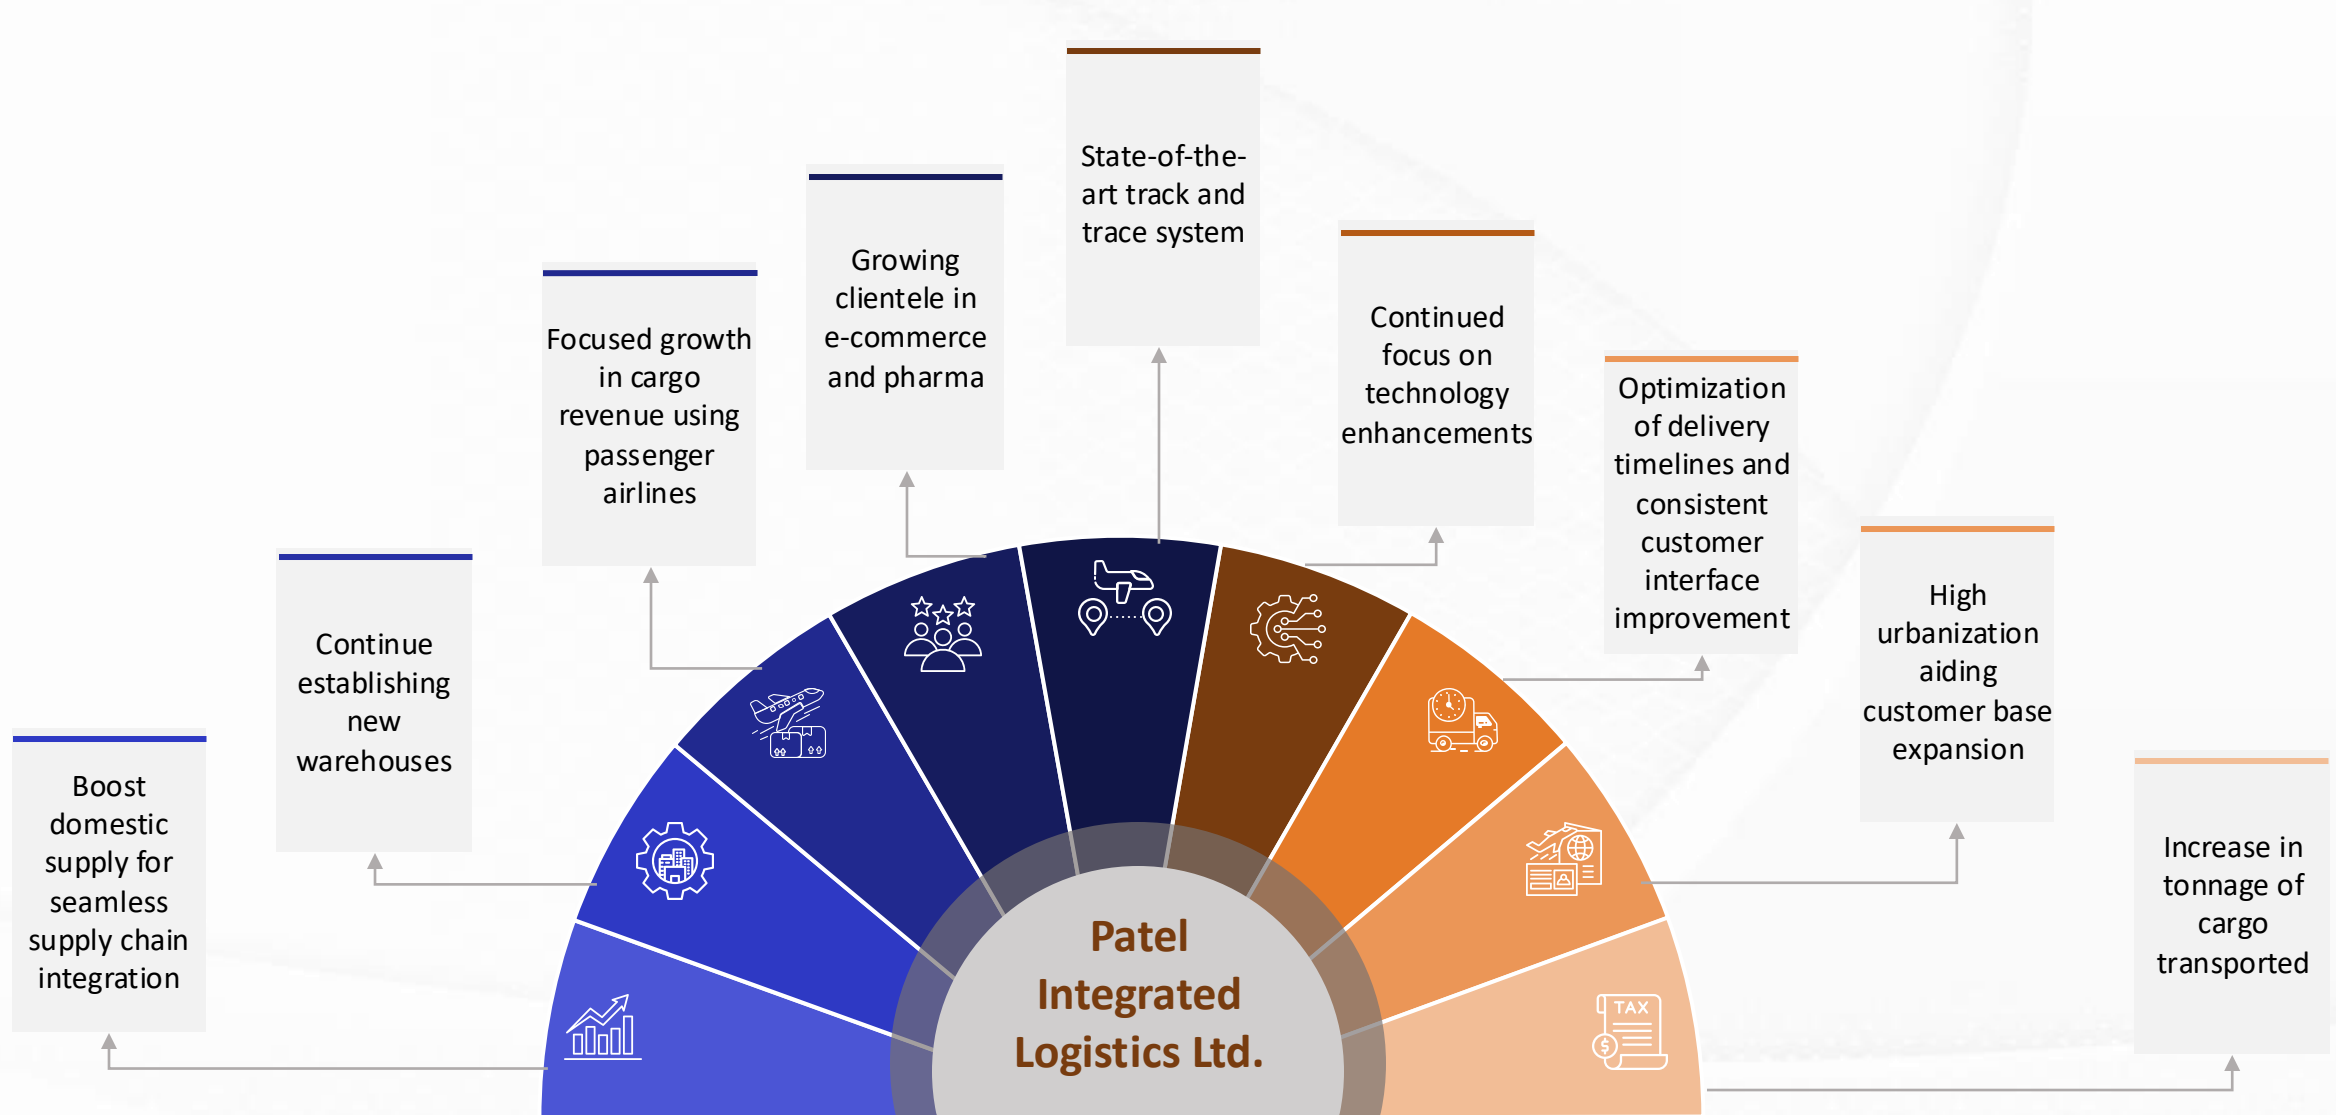 State-of-the-
art track and
trace system
Growing
clientele in
e-commerce
and pharma
Continued
focus on
technology
enhancements
Focused growth
in cargo
revenue using
passenger
airlines
Optimization
of delivery
timelines and
consistent
customer
interface
improvement
High
urbanization
aiding
customer base
expansion
Continue
establishing
new
warehouses
Boost
domestic
supply for
seamless
supply chain
integration
Increase in
tonnage of
cargo
transported
Patel
Integrated
Logistics Ltd.
TAX
$